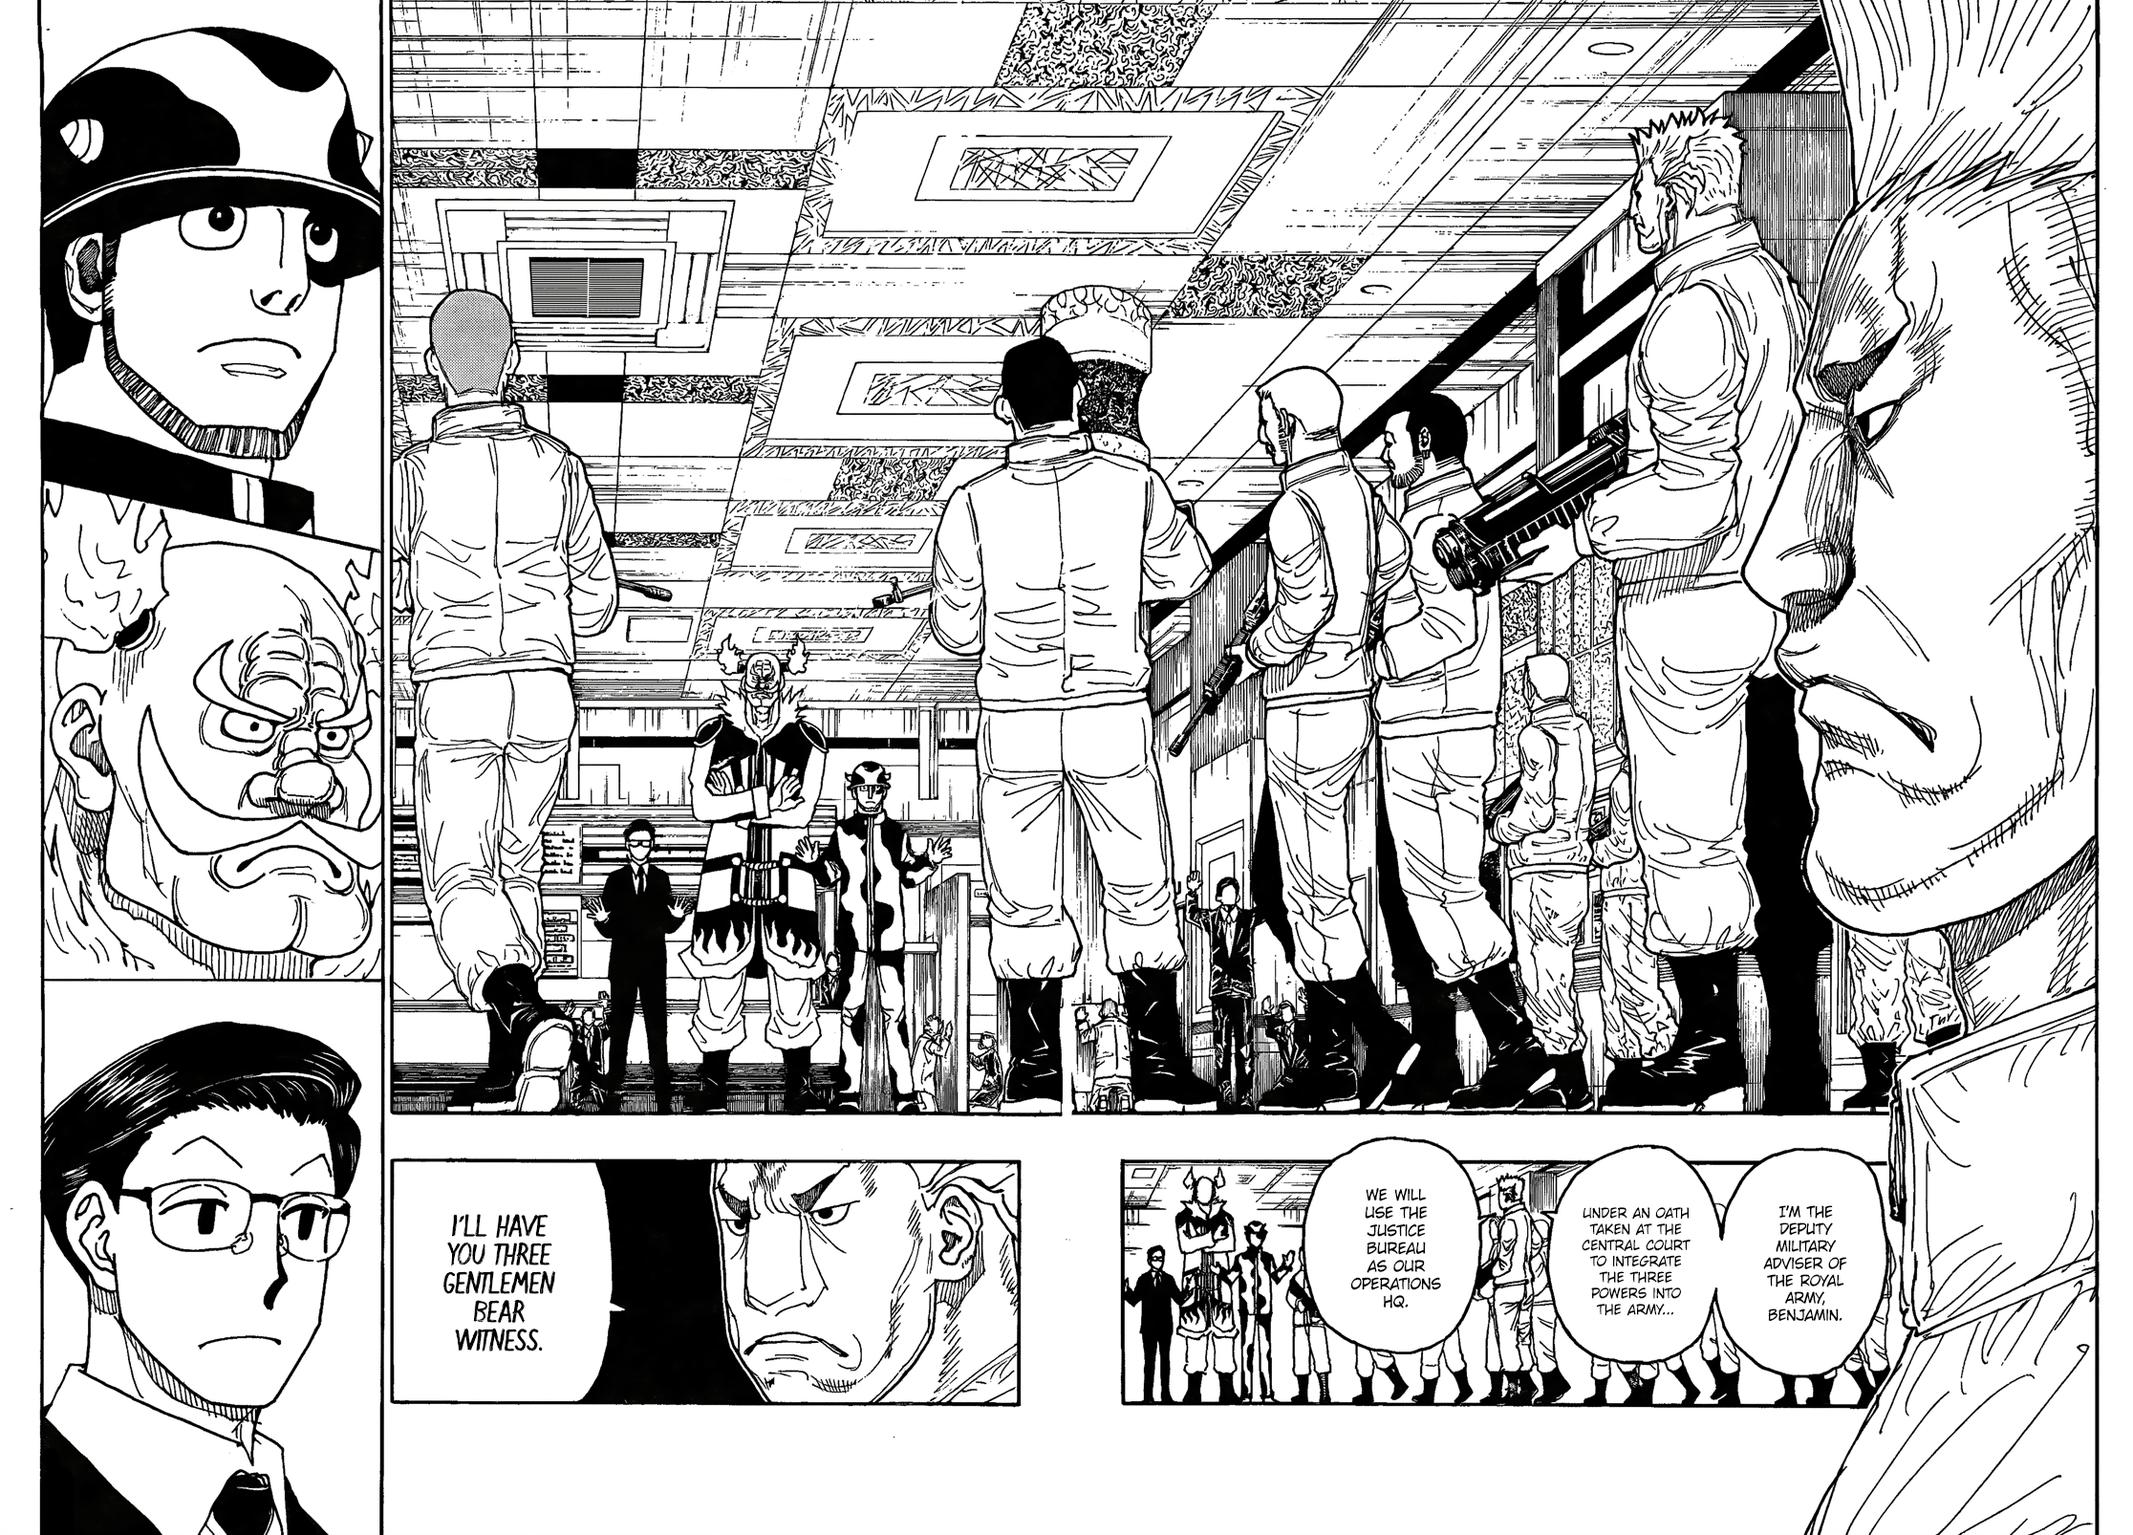 I'M THE
DEPUTY
MILITARY
ADVISER OF
THE ROYAL
ARMY,
BENJAMIN.
UNDER AN OATH
TAKEN AT THE
CENTRAL COURT
TO INTEGRATE
THE THREE
POWERS INTO
THE ARMY...
WE WILL
USE THE
JUSTICE
BUREAU
AS OUR
OPERATIONS
HQ.
I'LL HAVE
YOU THREE
GENTLEMEN
BEAR
WITNESS.